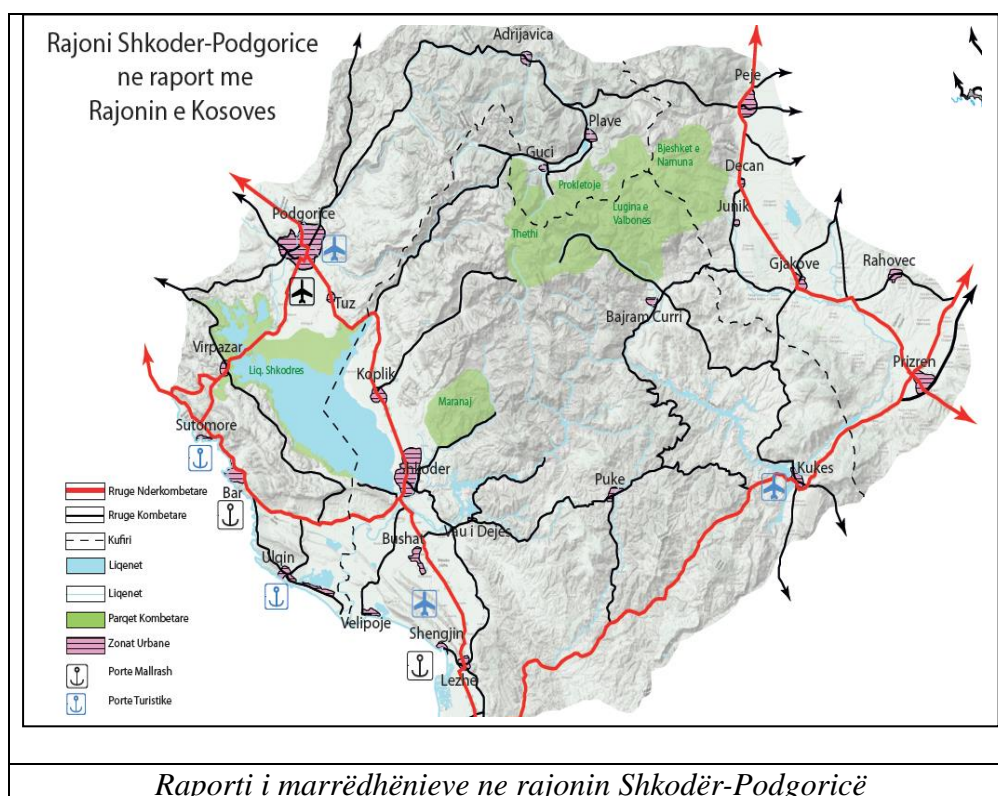 Rajoni Shkoder-Podgorice
ne raport me
Rajonin e Kosoves
Adrijavica
Peje
Plave
Guci
Bjeshket e
Namuna
Decan
Prokletoje
Lugina e
Valbones
Junik
Thethi
Podgorice
Gjakove
Rahovec
Tuz
Bajram Curri
Virpazar
Liq. Shkodres
Koplik
Prizren
Maranaj
Sutomore
Shkoder
Kukes
Puke
Bar
Vau i Dejes
Bushat
Ulqin
Velipoje
Shengjin
Lezhe
Rruge Nderkombetare
Rruge Kombetare
Kufiri
Liqenet
Liqenet
Parqet Kombetare
Zonat Urbane
Porte Mallrash
Porte Turistike
Raporti i marrëdhënieve ne rajonin Shkodër-Podgoricë